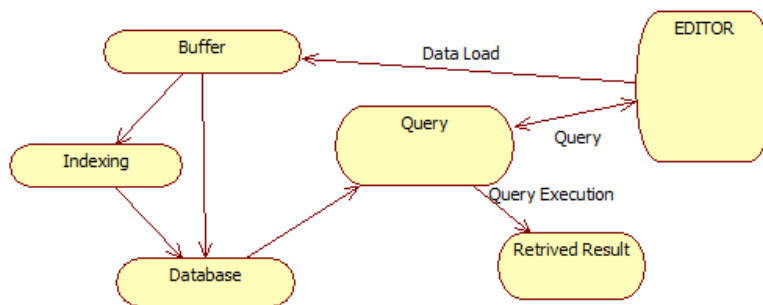 EDITOR
Buffer
Data Load
Query
Query
Indexing
Query Execution
Retrived Result
Database